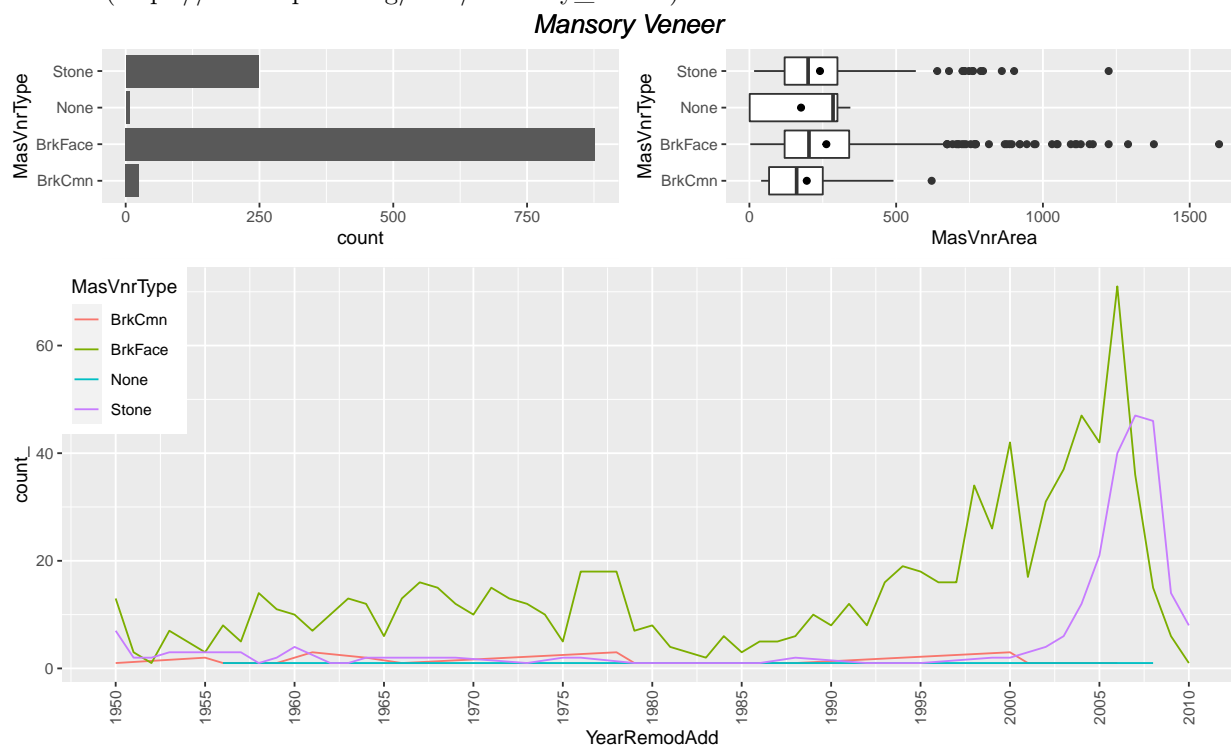 Mansory Veneer
MasVnrType
Stone
None
BrkFace
BrkCmn
0
250
500
750
count
MasVnrType
Stone
None
BrkFace
BrkCmn
0
500
1000
1500
MasVnrArea
MasVnrType
BrkCmn
BrkFace
None
Stone
count_
60
40
20
0
1950
1955
1960
1965
1970
1975
1980
1985
1990
1995
2000
2005
2010
YearRemodAdd